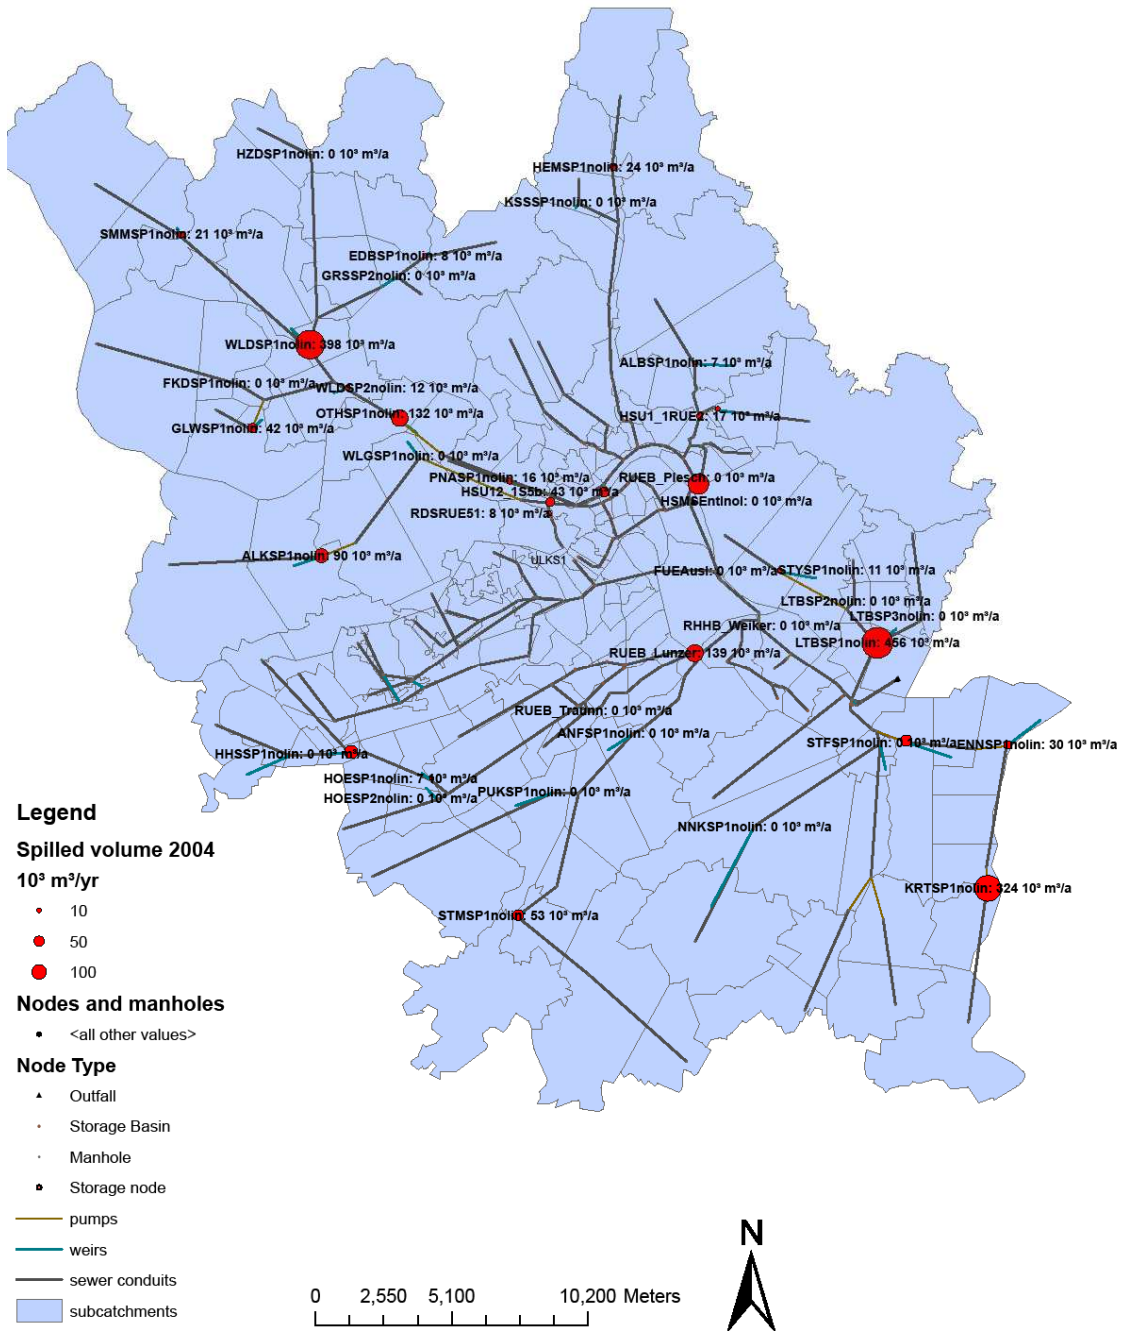 HZDSP1nolin: 0 10³ m³/a
HEMSP1nolin: 24 10³ m³/a
KSSSP1nolin: 0 10³ m³/a
SMMSP1nolin: 21 10³ m³/a
EDBSP1nolin: 8 10³ m³/a
GRSSP2nolin: 0 10³ m³/a
WLDSP1nolin: 398 10³ m³/a
ALBSP1nolin: 7 10³ m³/a
FKDSP1nolin: 0 10³ m³/a
WLDSP2nolin: 12 10³ m³/a
OTHSP1nolin: 132 10³ m³/a
HSU1_1RUE2: 17 10³ m³/a
GLWSP1nolin: 42 10³ m³/a
WLGSP1nolin: 0 10³ m³/a
PNASP1nolin: 16 10³ m³/a
RUEB_Plesch: 0 10³ m³/a
HSU12_1S5b: 43 10³ m³/a
HSMSEntlnol: 0 10³ m³/a
RDSRUE51: 8 10³ m³/a
ALKSP1nolin: 90 10³ m³/a
ULKS1
FUEAusl: 0 10³ m³/a
STYSP1nolin: 11 10³ m³/a
LTBSP2nolin: 0 10³ m³/a
LTBSP3nolin: 0 10³ m³/a
RHHB_Weiker: 0 10³ m³/a
LTBSP1nolin: 456 10³ m³/a
RUEB_Lunzer: 139 10³ m³/a
RUEB_Traunn: 0 10³ m³/a
ANFSP1nolin: 0 10³ m³/a
STFSP1nolin: 0 10³ m³/a
ENNSP1nolin: 30 10³ m³/a
HHSSP1nolin: 0 10³ m³/a
HOESP1nolin: 7 10³ m³/a
HOESP2nolin: 0 10³ m³/a
PUKSP1nolin: 0 10³ m³/a
NNKSP1nolin: 0 10³ m³/a
KRTSP1nolin: 324 10³ m³/a
STMSP1nolin: 53 10³ m³/a
Legend
Spilled volume 2004
10³ m³/yr
10
50
100
Nodes and manholes
<all other values>
Node Type
Outfall
Storage Basin
Manhole
Storage node
pumps
weirs
sewer conduits
subcatchments
0 2,550 5,100 10,200 Meters
N